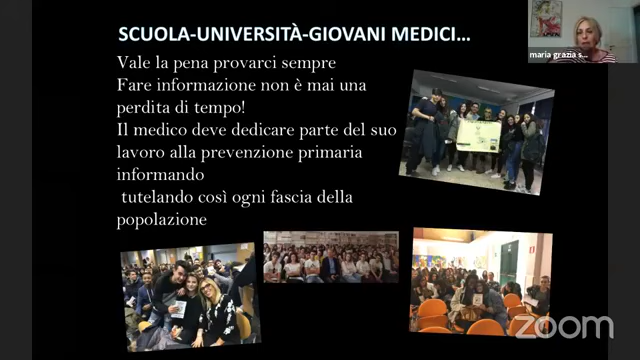 SCUOLA-UNIVERSITÀ-GIOVANI MEDICI…
Vale la pena provarci sempre
Fare informazione non è mai una
perdita di tempo!
Il medico deve dedicare parte del suo
lavoro alla prevenzione primaria
informando
tutelando così ogni fascia della
popolazione
maria grazia s...
zoom